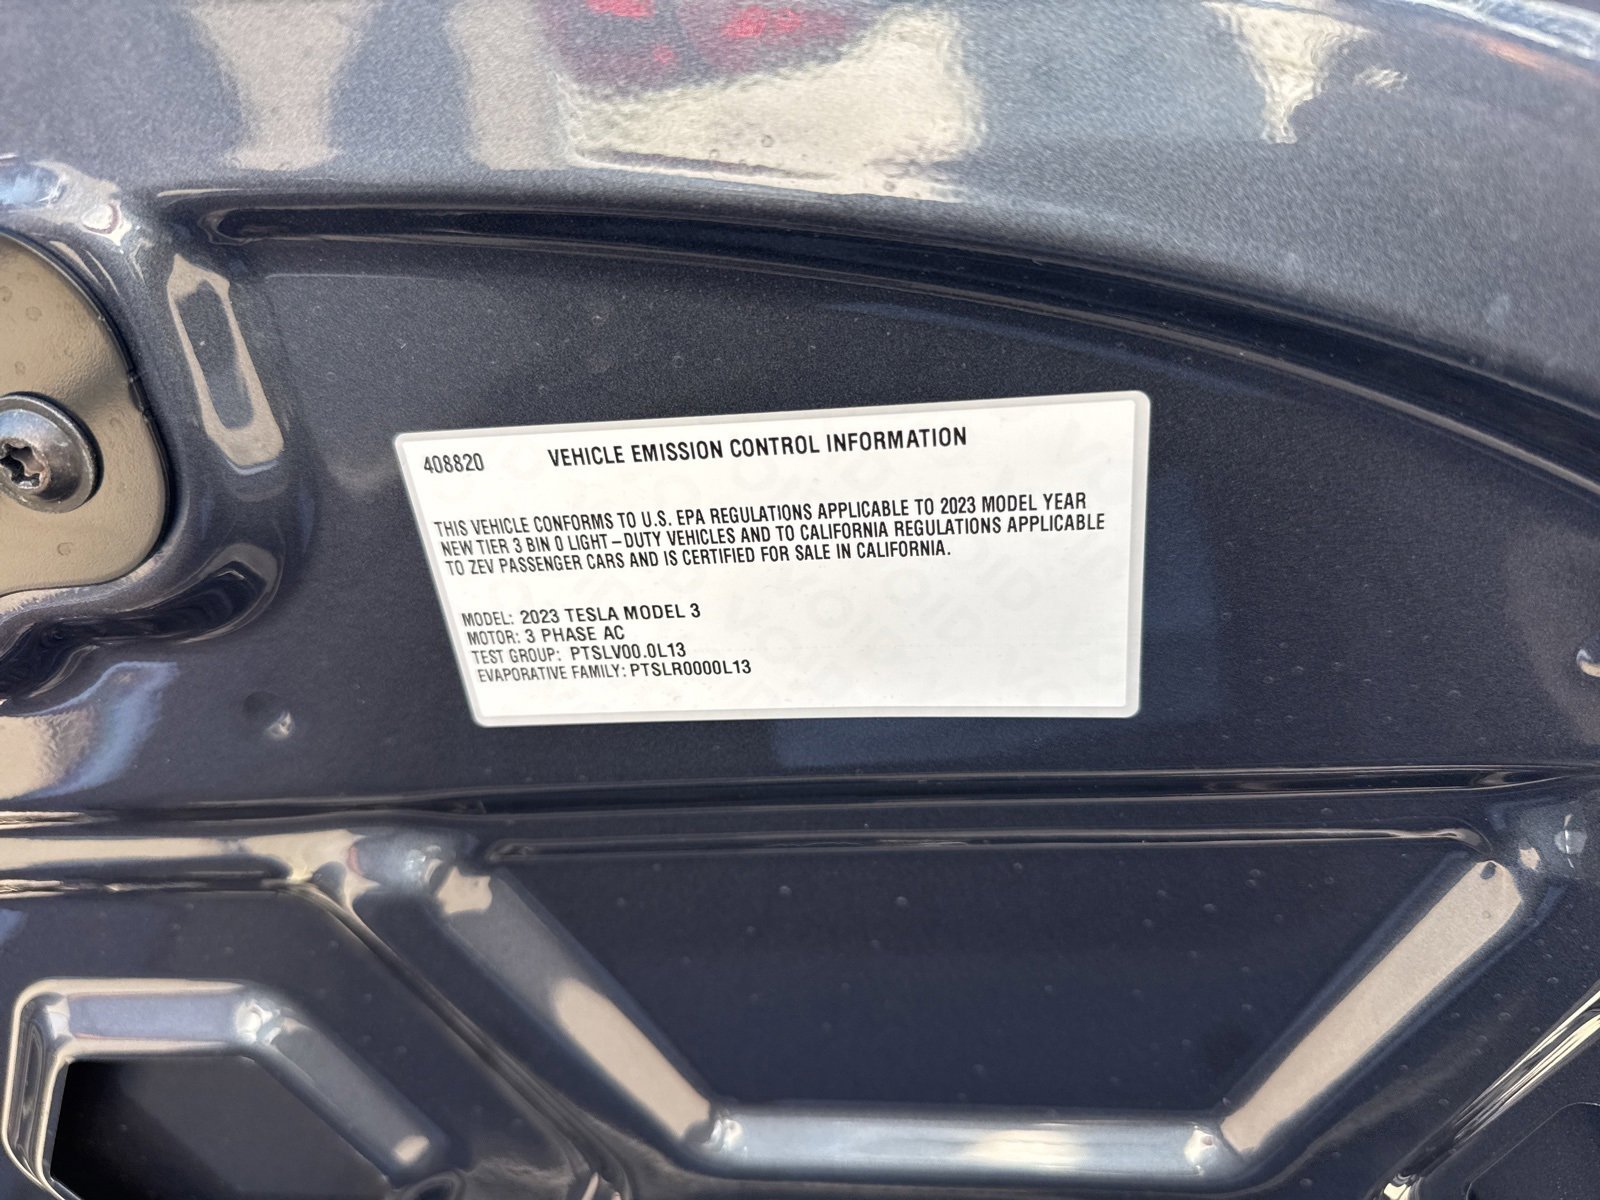 408820 VEHICLE EMISSION CONTROL INFORMATION
THIS VEHICLE CONFORMS TO U.S. EPA REGULATIONS APPLICABLE TO 2023 MODEL YEAR
NEW TIER 3 BIN 0 LIGHT-DUTY VEHICLES AND TO CALIFORNIA REGULATIONS APPLICABLE
TO ZEV PASSENGER CARS AND IS CERTIFIED FOR SALE IN CALIFORNIA.
MODEL: 2023 TESLA MODEL 3
MOTOR: 3 PHASE AC
TEST GROUP: PTSLV00.0L13
EVAPORATIVE FAMILY: PTSLR0000L13